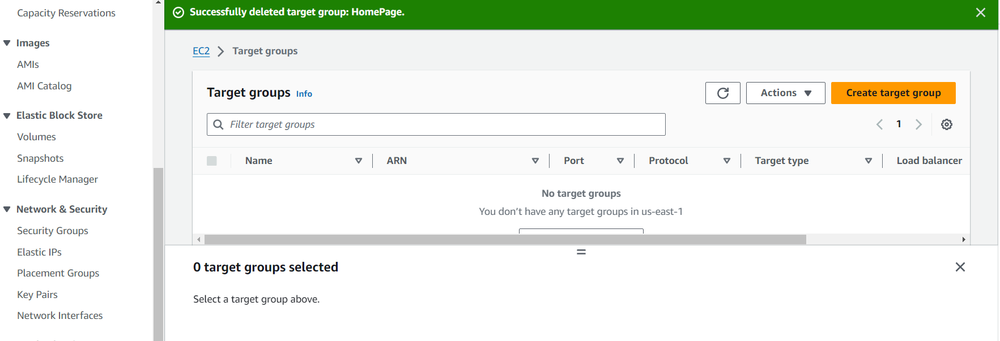 Capacity Reservations
Images
AMIs
AMI Catalog
Elastic Block Store
Volumes
Snapshots
Lifecycle Manager
Network & Security
Security Groups
Elastic IPs
Placement Groups
Key Pairs
Network Interfaces
Successfully deleted target group: HomePage.
EC2 Target groups
Target groups Info
Actions
Create target group
Filter target groups
1
Name ARN Port Protocol Target type Load balancer
No target groups
You don’t have any target groups in us-east-1
0 target groups selected
Select a target group above.